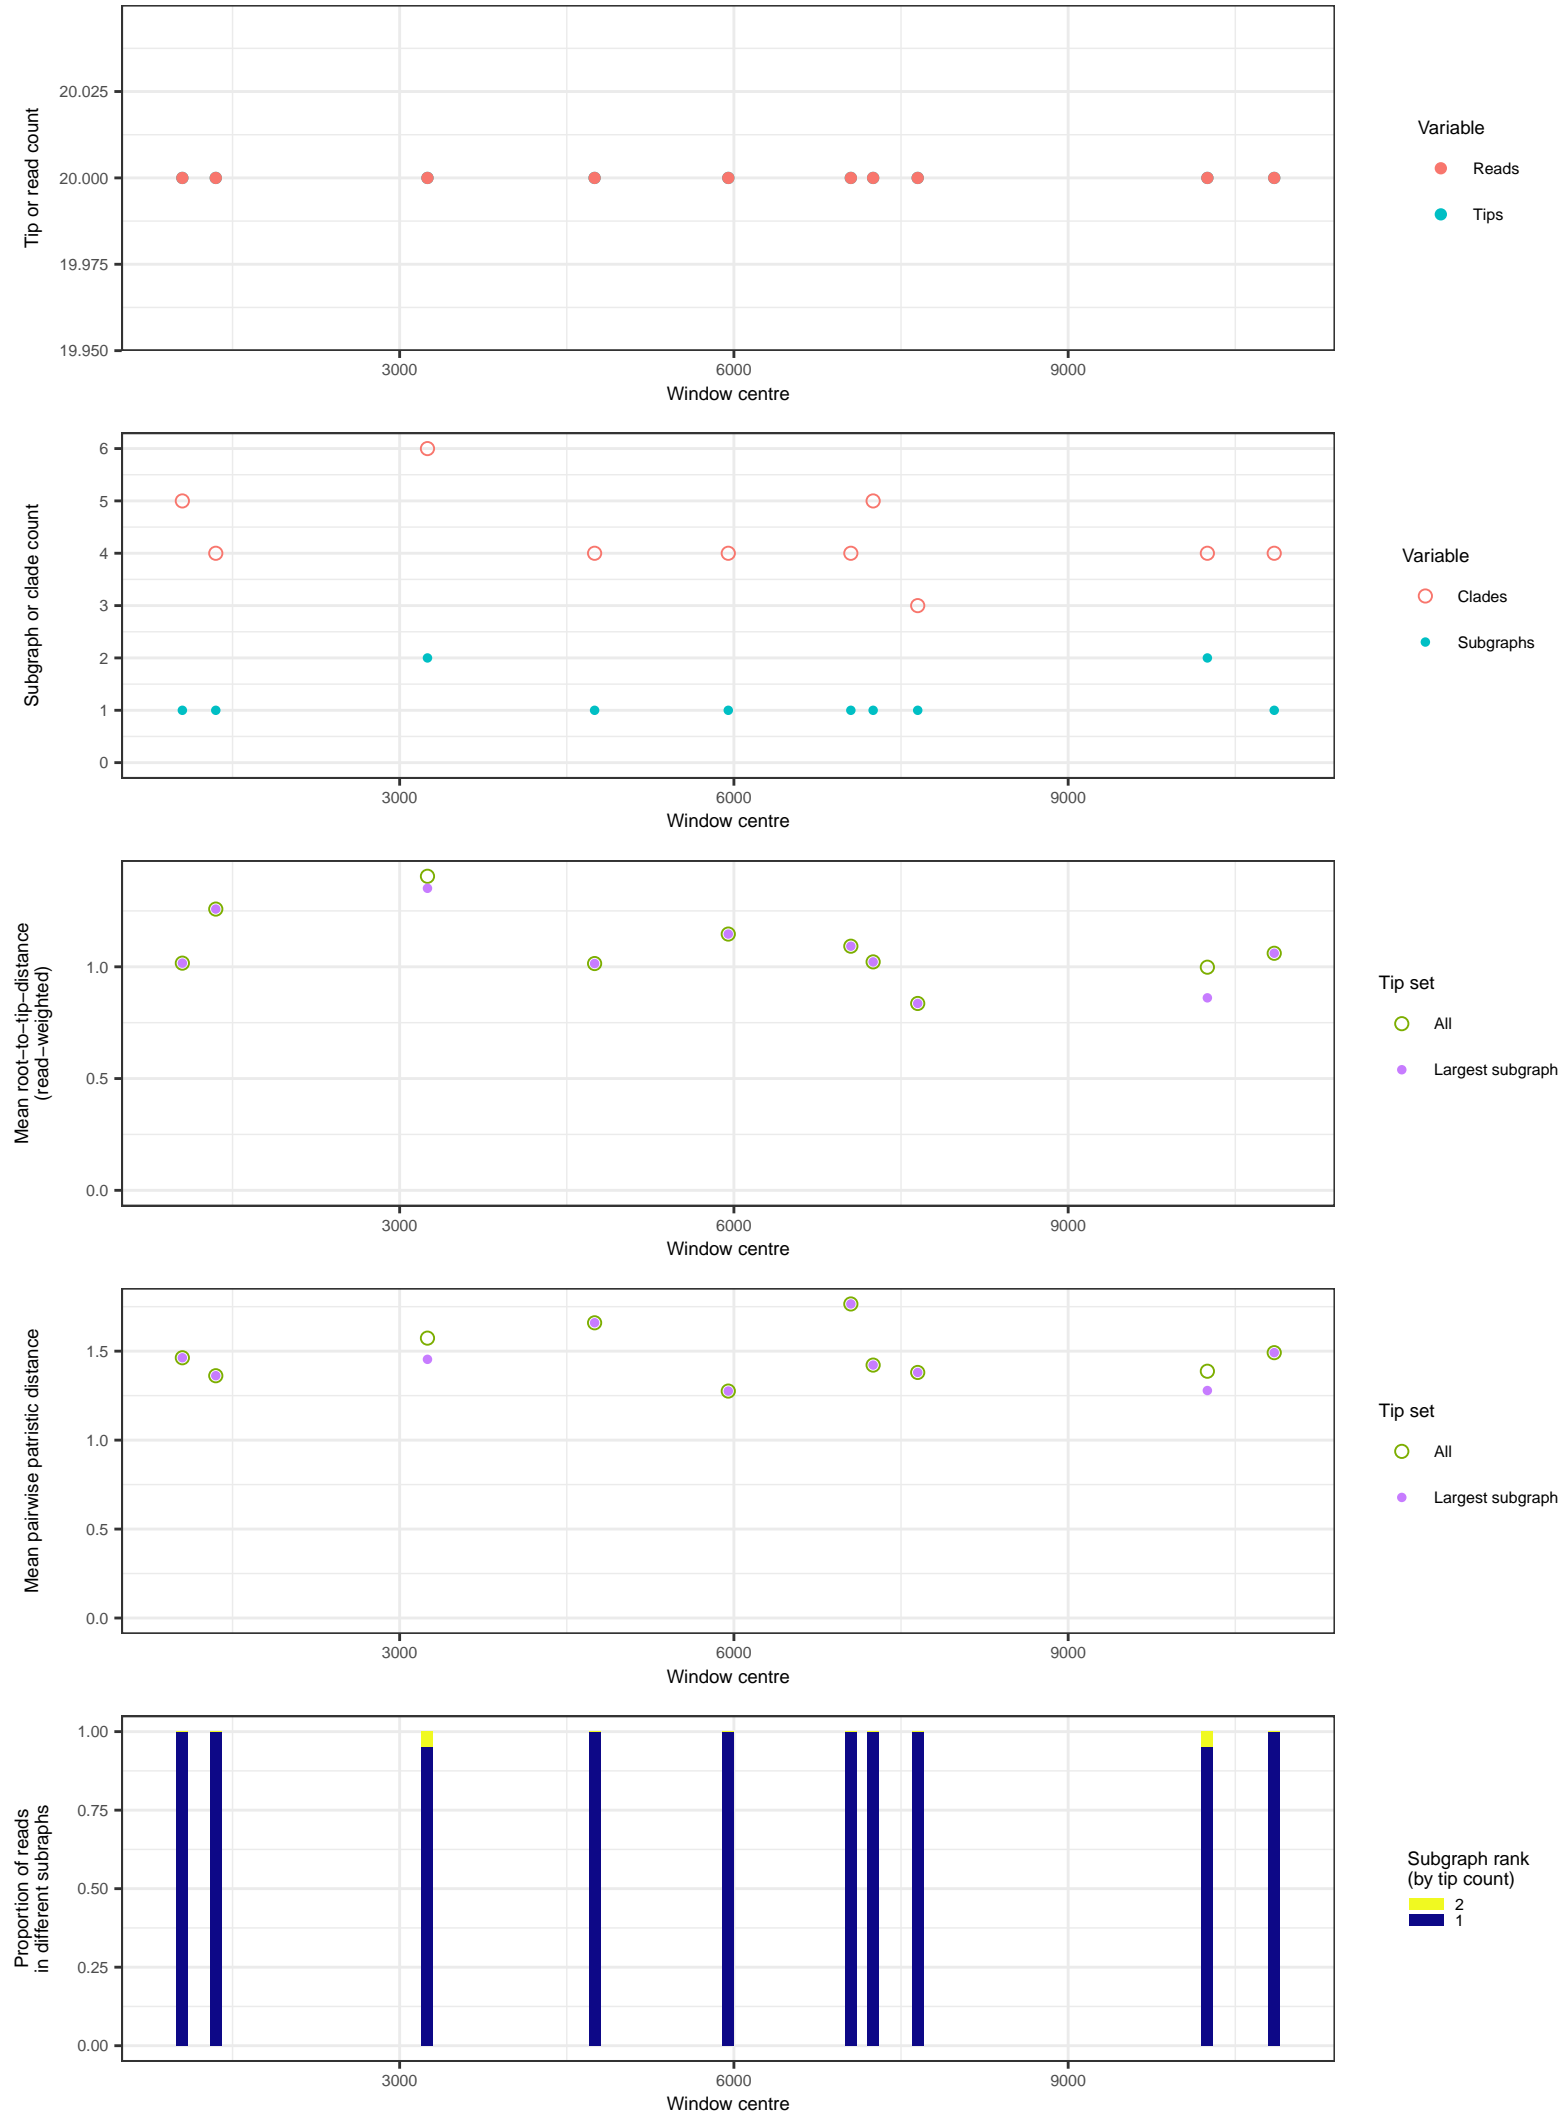 20.025
20.000
19.975
19.950
Tip or read count
3000
6000
9000
Window centre
Variable
Reads
Tips
6
5
4
3
2
1
0
Subgraph or clade count
3000
6000
9000
Window centre
Variable
Clades
Subgraphs
1.0
0.5
0.0
Mean root−to−tip−distance
(read−weighted)
3000
6000
9000
Window centre
Tip set
All
Largest subgraph
1.5
1.0
0.5
0.0
Mean pairwise patristic distance
3000
6000
9000
Window centre
Tip set
All
Largest subgraph
1.00
0.75
0.50
0.25
0.00
Proportion of reads
in different subraphs
3000
6000
9000
Window centre
Subgraph rank
(by tip count)
2
1